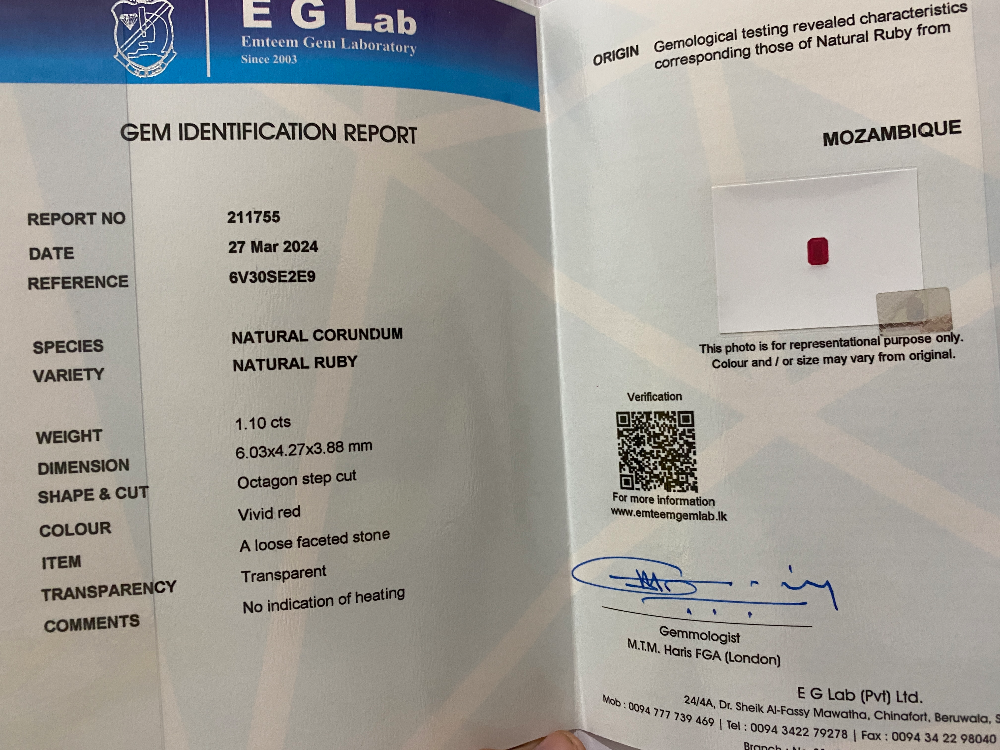 E G Lab
Emteem Gem Laboratory
Since 2003
GEM IDENTIFICATION REPORT
REPORT NO 211755
DATE 27 Mar 2024
REFERENCE 6V30SE2E9
SPECIES NATURAL CORUNDUM
VARIETY NATURAL RUBY
WEIGHT 1.10 cts
DIMENSION 6.03x4.27x3.88 mm
SHAPE & CUT Octagon step cut
COLOUR Vivid red
ITEM A loose faceted stone
TRANSPARENCY Transparent
COMMENTS No indication of heating
ORIGIN Gemological testing revealed characteristics
corresponding those of Natural Ruby from
MOZAMBIQUE
This photo is for representational purpose only.
Colour and / or size may vary from original.
Verification
For more information
www.emteemgemlab.lk
Gemmologist
M.T.M. Haris FGA (London)
E G Lab (Pvt) Ltd.
24/4A, Dr. Sheik Al-Fassy Mawatha, Chinafort, Beruwala, S
Mob : 0094 777 739 469 | Tel : 0094 3422 79278 | Fax : 0094 34 22 98040
Branch : No